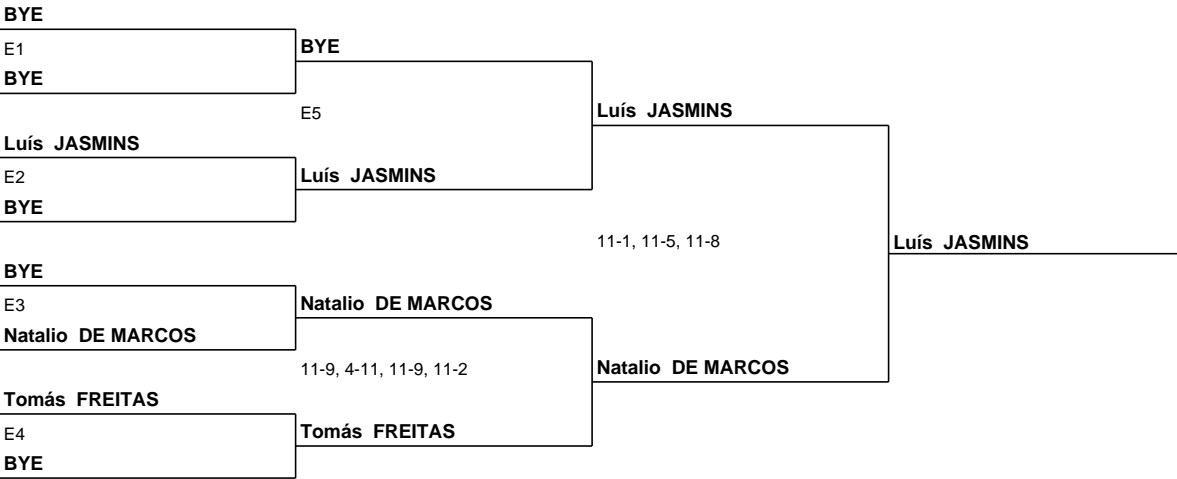 BYE
E1
BYE
BYE
E5
Luís JASMINS
Luís JASMINS
E2
Luís JASMINS
BYE
11-1, 11-5, 11-8
Luís JASMINS
BYE
E3
Natalio DE MARCOS
Natalio DE MARCOS
11-9, 4-11, 11-9, 11-2
Natalio DE MARCOS
Tomás FREITAS
E4
Tomás FREITAS
BYE